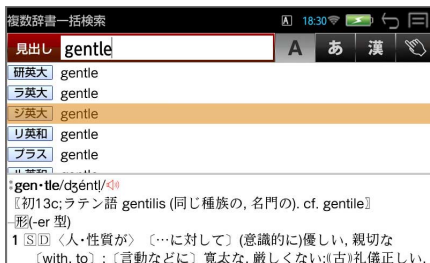 複数辞書一括検索 A 18:30
見出し gentle A あ 漢
研英大 gentle
ラ英大 gentle
ジ英大 gentle
リ英和 gentle
プラス gentle
gen・tle/dʒéntl/
〖初13c;ラテン語 gentilis (同じ種族の, 名門の). cf. gentle〗
形(-er 型)
1 S D 〈人・性質が〉〔…に対して〕(意識的に)優しい, 親切な
〔with, to〕;〔言動などに〕寛大な, 厳しくない;⟪古⟫礼儀正しい,